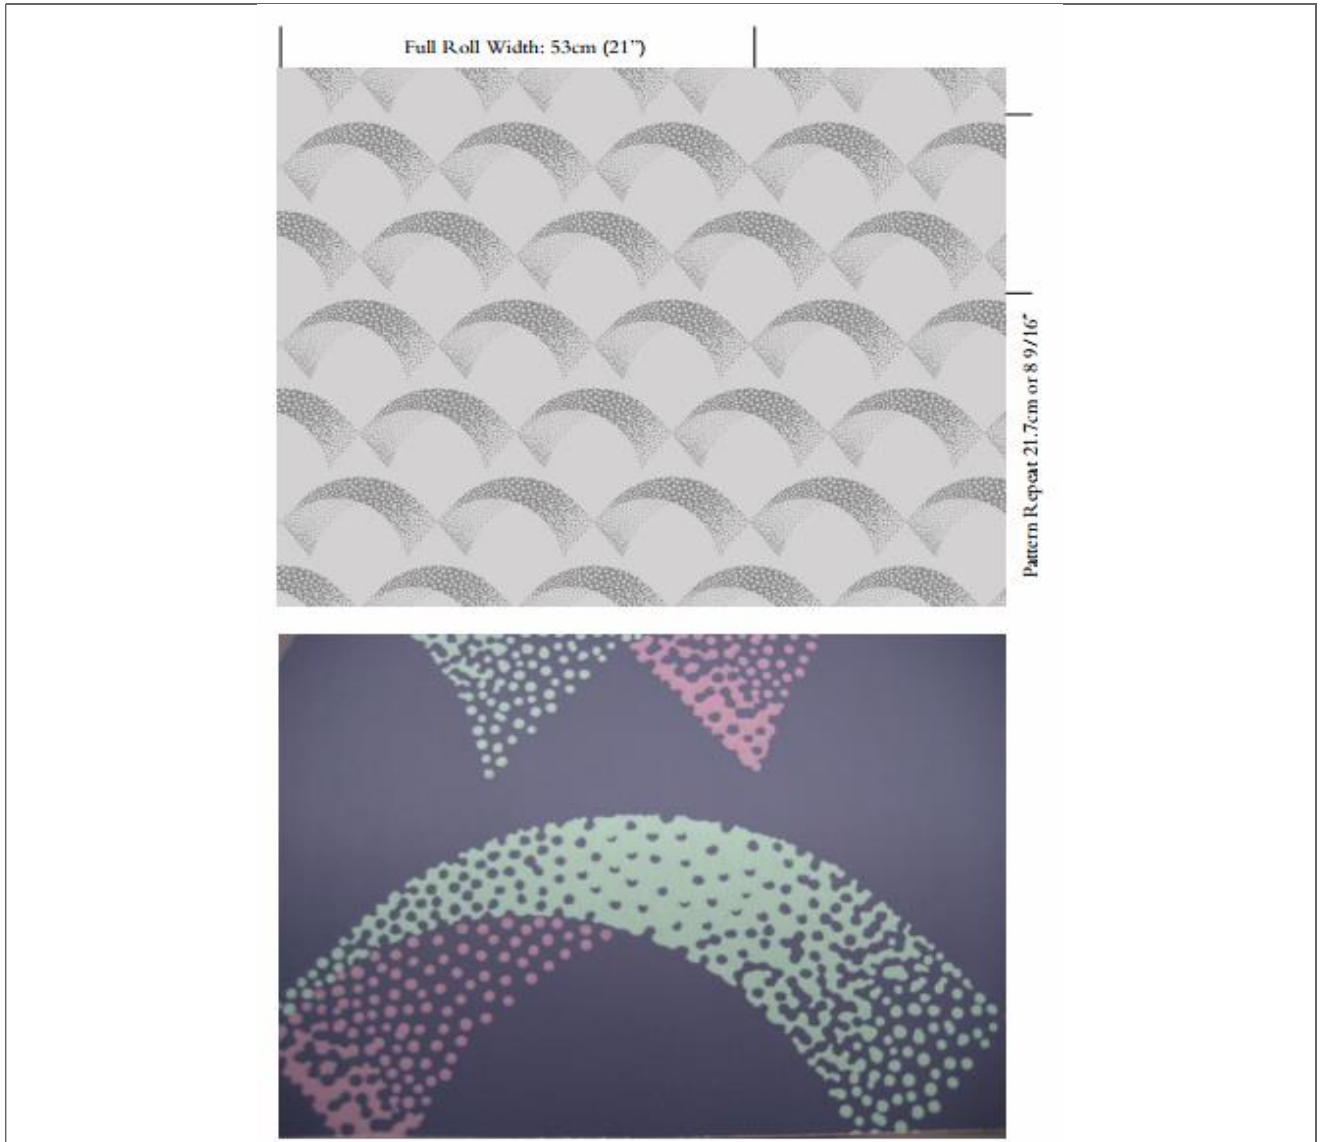 Full Roll Width: 53cm (21”)
Pattern Repeat 21.7cm or 8 9/16"